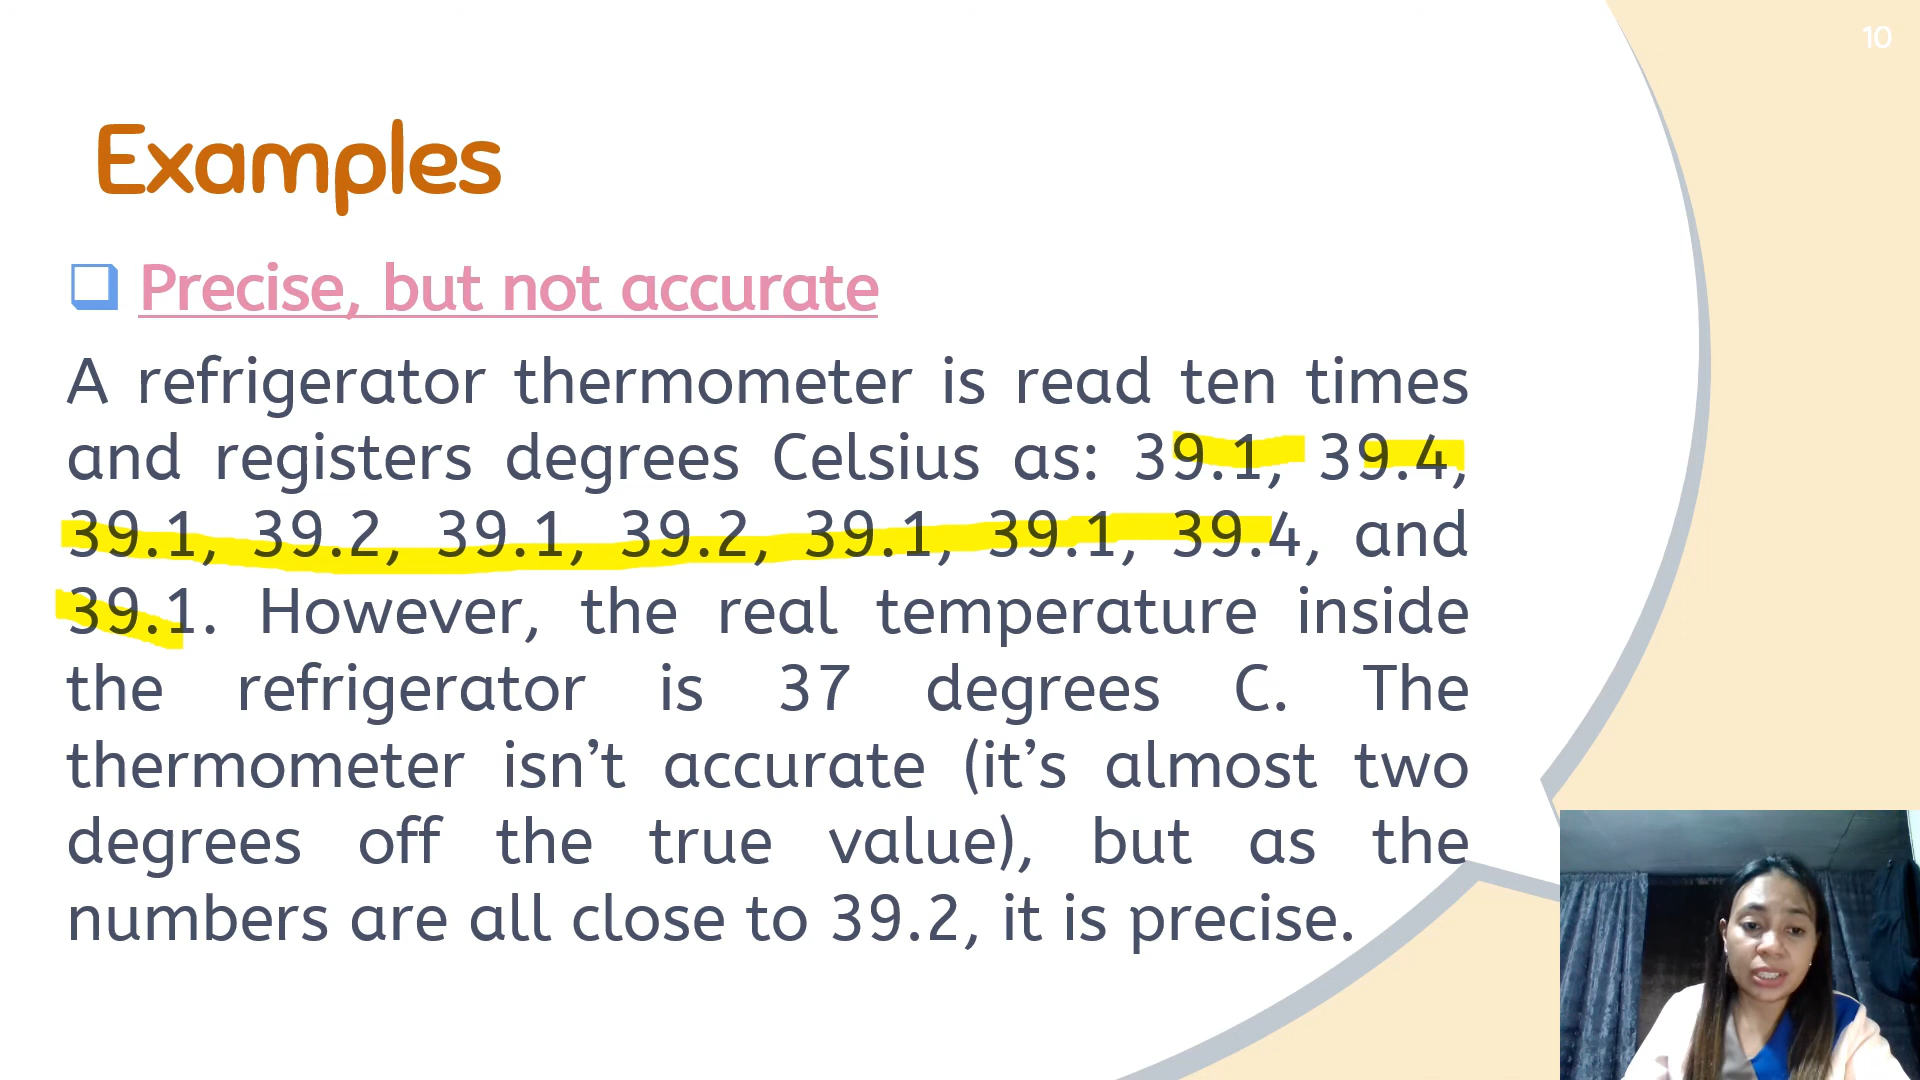 10
Examples
Precise, but not accurate
A refrigerator thermometer is read ten times
and registers degrees Celsius as: 39.1, 39.4,
39.1, 39.2, 39.1, 39.2, 39.1, 39.1, 39.4, and
39.1. However, the real temperature inside
the refrigerator is 37 degrees C. The
thermometer isn’t accurate (it’s almost two
degrees off the true value), but as the
numbers are all close to 39.2, it is precise.